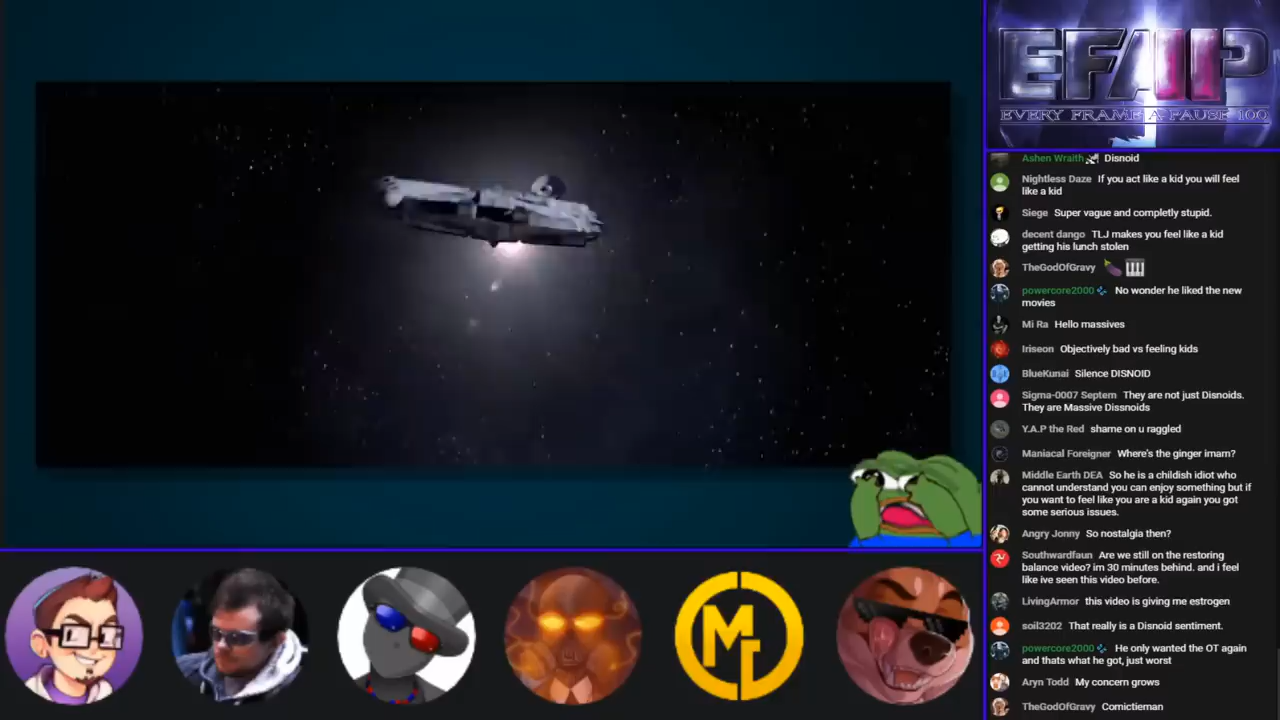 EFAP
EVERY FRAME A PAUSE 100
Ashen Wraith Disnoid
Nightless Daze If you act like a kid you will feel
like a kid
Siege Super vague and completly stupid.
decent dango TLJ makes you feel like a kid
getting his lunch stolen
TheGodOfGravy
powercore2000 No wonder he liked the new
movies
Mi Ra Hello massives
Iriseon Objectively bad vs feeling kids
BlueKunai Silence DISNOID
Sigma-0007 Septem They are not just Disnoids.
They are Massive Dissnoids
Y.A.P the Red shame on u raggled
Maniacal Foreigner Where's the ginger imam?
Middle Earth DEA So he is a childish idiot who
cannot understand you can enjoy something but if
you want to feel like you are a kid again you got
some serious issues.
Angry Jonny So nostalgia then?
Southwardfaun Are we still on the restoring
balance video? im 30 minutes behind. and i feel
like ive seen this video before.
LivingArmor this video is giving me estrogen
soil3202 That really is a Disnoid sentiment.
powercore2000 He only wanted the OT again
and thats what he got, just worst
Aryn Todd My concern grows
TheGodOfGravy Comictieman